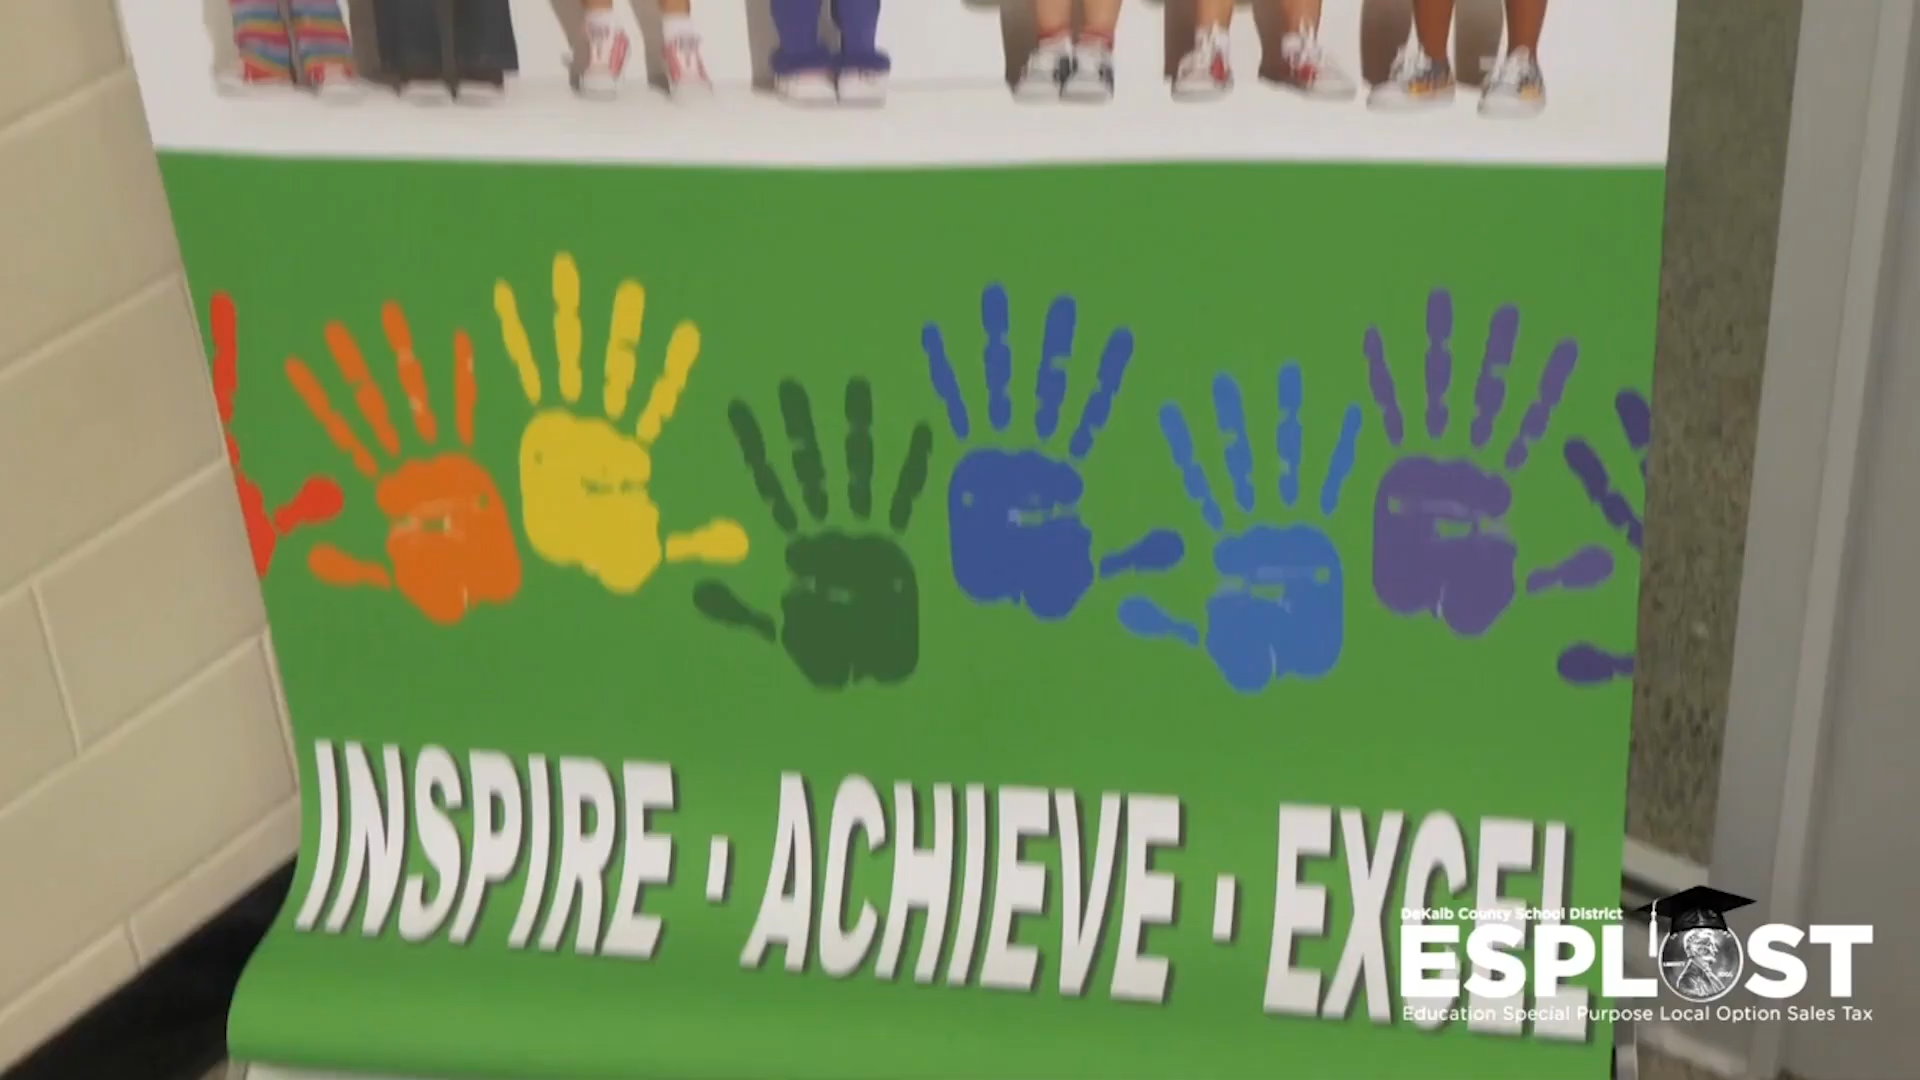 INSPIRE · ACHIEVE · EXCEL
DeKalb County School District
ESPLOST
Education Special Purpose Local Option Sales Tax